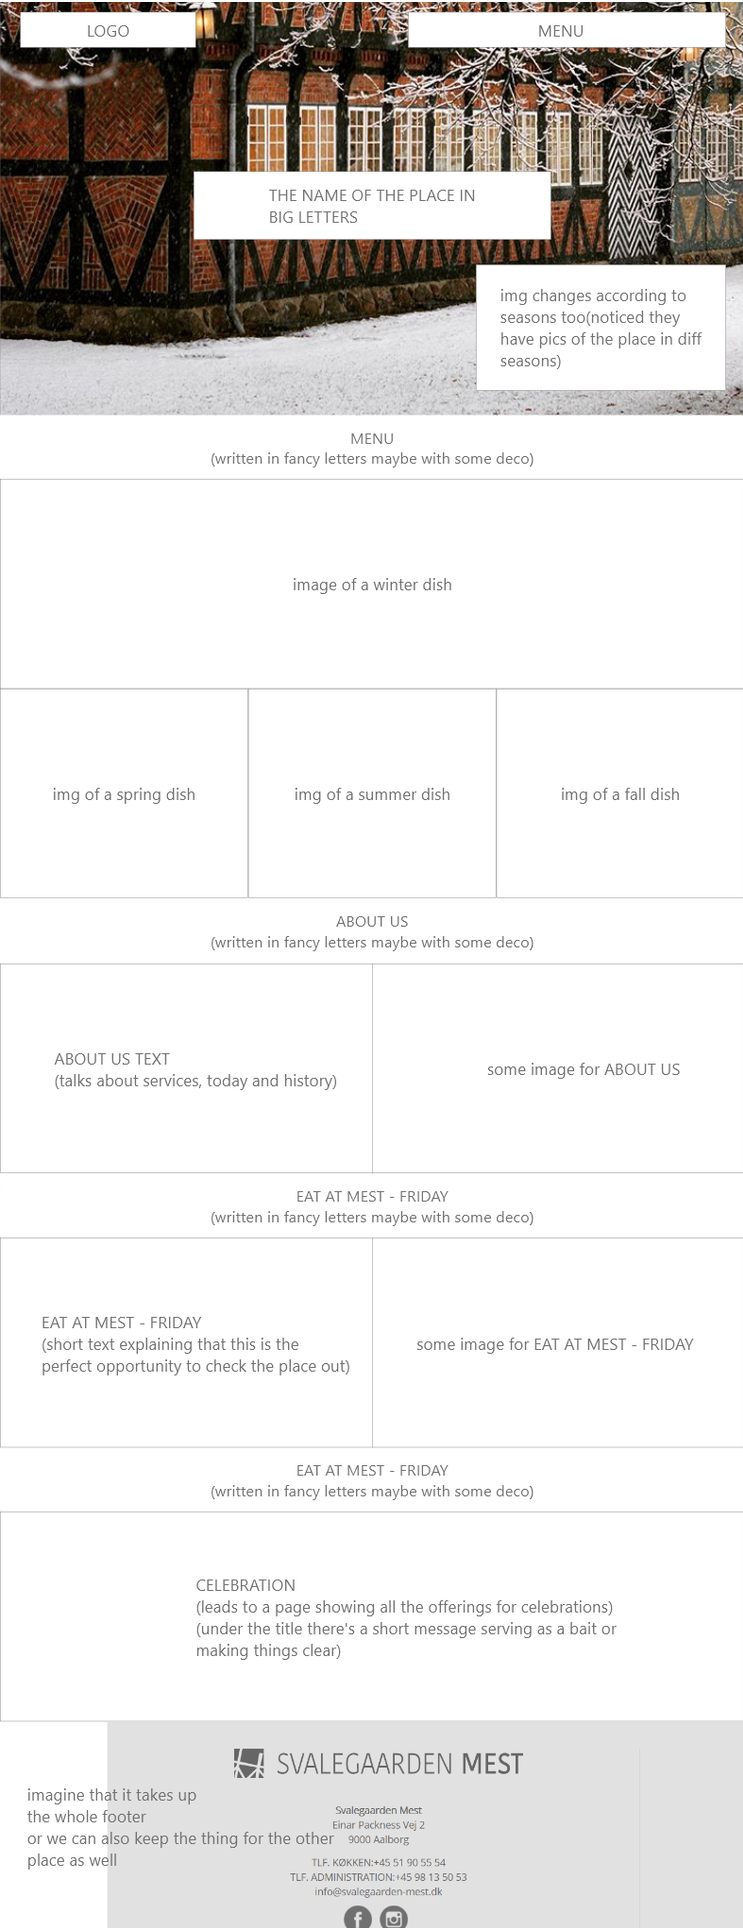 LOGO
MENU
THE NAME OF THE PLACE IN
BIG LETTERS
img changes according to
seasons too(noticed they
have pics of the place in diff
seasons)
MENU
(written in fancy letters maybe with some deco)
image of a winter dish
img of a spring dish
img of a summer dish
img of a fall dish
ABOUT US
(written in fancy letters maybe with some deco)
ABOUT US TEXT
(talks about services, today and history)
some image for ABOUT US
EAT AT MEST - FRIDAY
(written in fancy letters maybe with some deco)
EAT AT MEST - FRIDAY
(short text explaining that this is the
perfect opportunity to check the place out)
some image for EAT AT MEST - FRIDAY
EAT AT MEST - FRIDAY
(written in fancy letters maybe with some deco)
CELEBRATION
(leads to a page showing all the offerings for celebrations)
(under the title there's a short message serving as a bait or
making things clear)
SVALEGAARDEN MEST
imagine that it takes up
the whole footer
or we can also keep the thing for the other
place as well
Svalegaarden Mest
Einar Packness Vej 2
9000 Aalborg
TLF. KØKKEN:+45 51 90 55 54
TLF. ADMINISTRATION:+45 98 13 50 53
info@svalegaarden-mest.dk